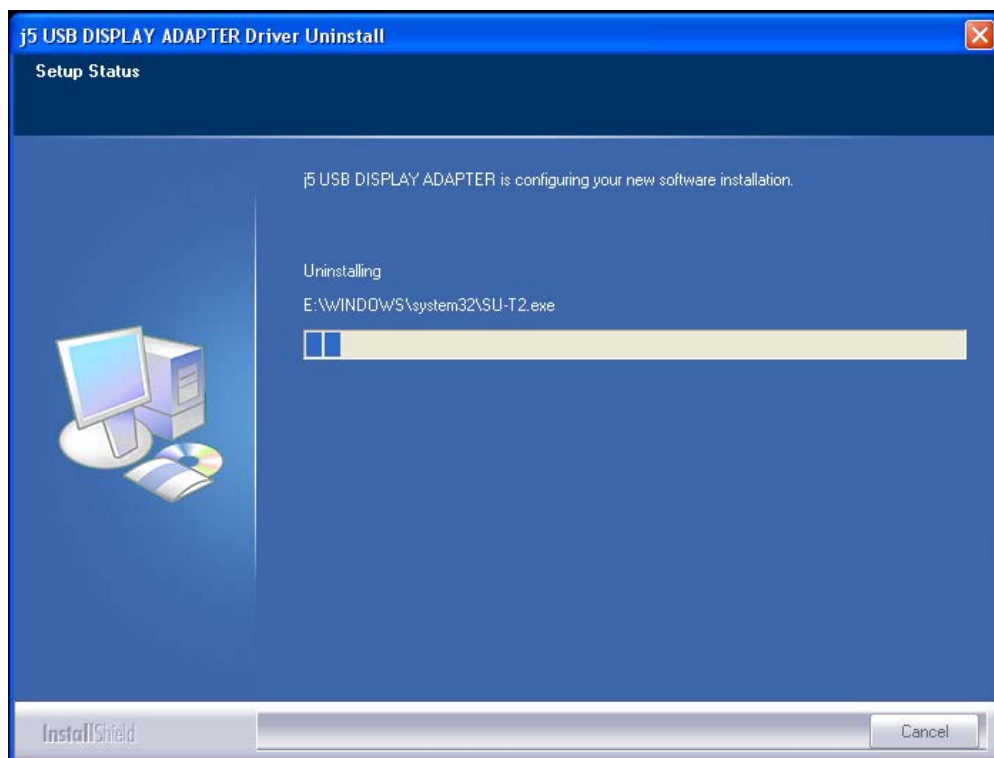 j5 USB DISPLAY ADAPTER Driver Uninstall
Setup Status
j5 USB DISPLAY ADAPTER is configuring your new software installation.
Uninstalling
E:\WINDOWS\system32\SU-T2.exe
InstallShield
Cancel